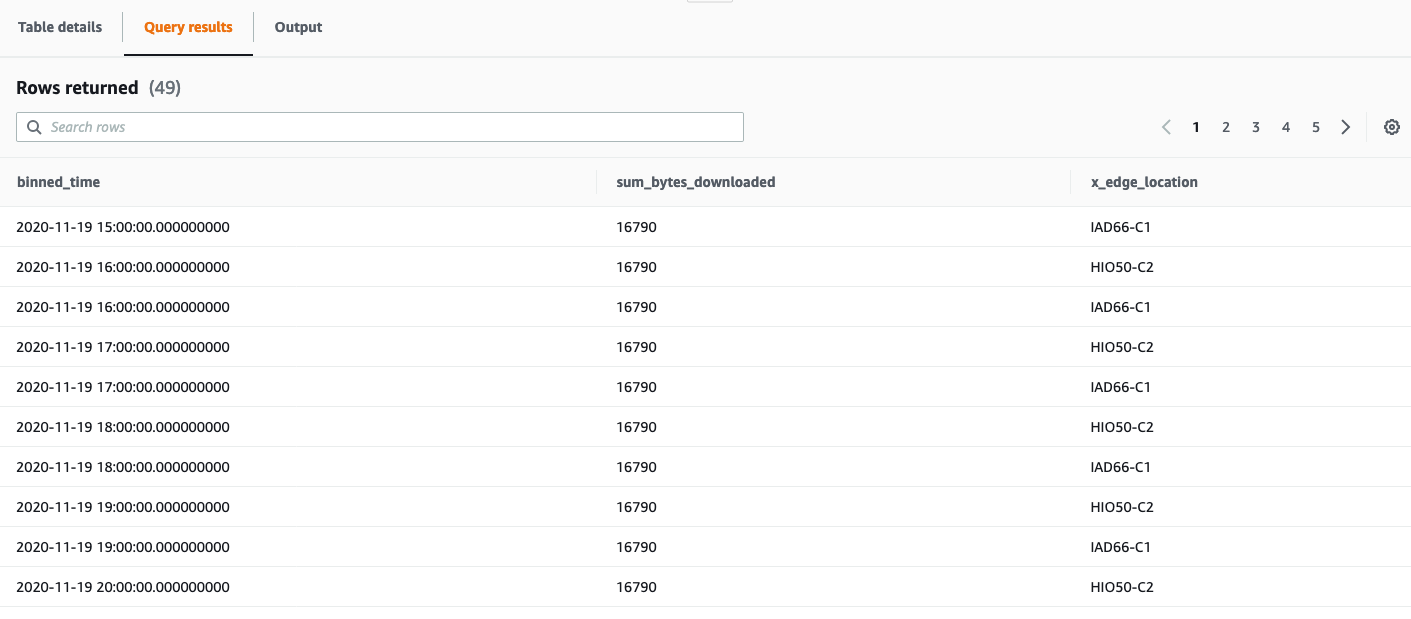 Table details Query results Output
Rows returned (49)
Search rows 1 2 3 4 5
binned_time sum_bytes_downloaded x_edge_location
2020-11-19 15:00:00.000000000 16790 IAD66-C1
2020-11-19 16:00:00.000000000 16790 HIO50-C2
2020-11-19 16:00:00.000000000 16790 IAD66-C1
2020-11-19 17:00:00.000000000 16790 HIO50-C2
2020-11-19 17:00:00.000000000 16790 IAD66-C1
2020-11-19 18:00:00.000000000 16790 HIO50-C2
2020-11-19 18:00:00.000000000 16790 IAD66-C1
2020-11-19 19:00:00.000000000 16790 HIO50-C2
2020-11-19 19:00:00.000000000 16790 IAD66-C1
2020-11-19 20:00:00.000000000 16790 HIO50-C2